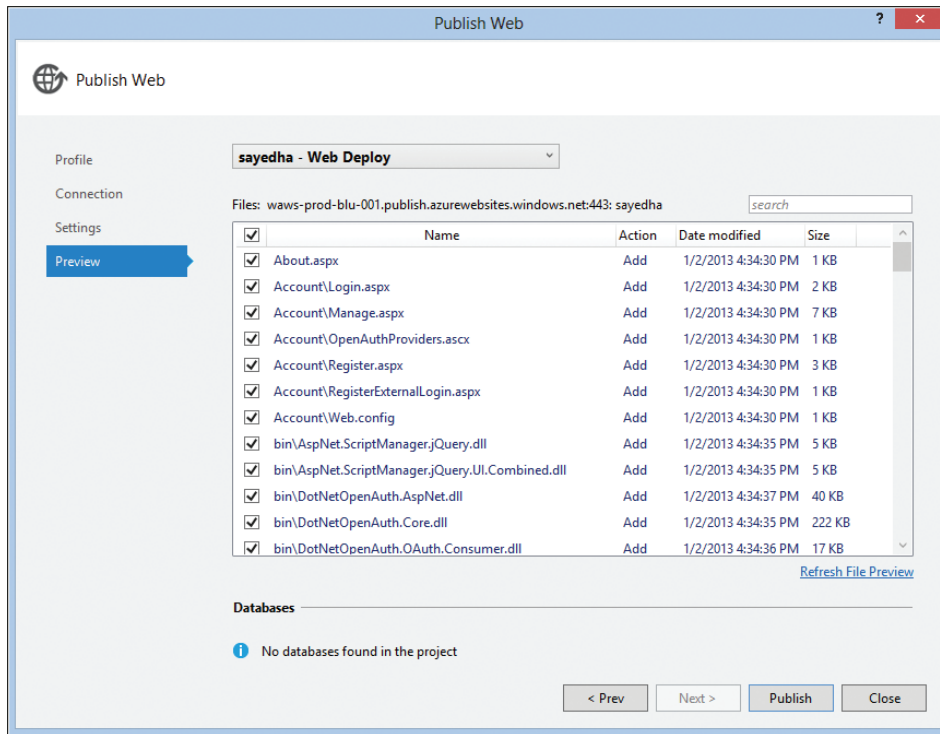 Publish Web
?
Publish Web
Profile
Connection
Settings
Preview
sayedha - Web Deploy
Files: waws-prod-blu-001.publish.azurewebsites.windows.net:443: sayedha
search
Name Action Date modified Size
About.aspx Add 1/2/2013 4:34:30 PM 1 KB
Account\Login.aspx Add 1/2/2013 4:34:30 PM 2 KB
Account\Manage.aspx Add 1/2/2013 4:34:30 PM 7 KB
Account\OpenAuthProviders.ascx Add 1/2/2013 4:34:30 PM 1 KB
Account\Register.aspx Add 1/2/2013 4:34:30 PM 3 KB
Account\RegisterExternalLogin.aspx Add 1/2/2013 4:34:30 PM 1 KB
Account\Web.config Add 1/2/2013 4:34:30 PM 1 KB
bin\AspNet.ScriptManager.jQuery.dll Add 1/2/2013 4:34:35 PM 5 KB
bin\AspNet.ScriptManager.jQuery.UI.Combined.dll Add 1/2/2013 4:34:35 PM 5 KB
bin\DotNetOpenAuth.AspNet.dll Add 1/2/2013 4:34:37 PM 40 KB
bin\DotNetOpenAuth.Core.dll Add 1/2/2013 4:34:35 PM 222 KB
bin\DotNetOpenAuth.OAuth.Consumer.dll Add 1/2/2013 4:34:36 PM 17 KB
Refresh File Preview
Databases
No databases found in the project
< Prev
Next >
Publish
Close